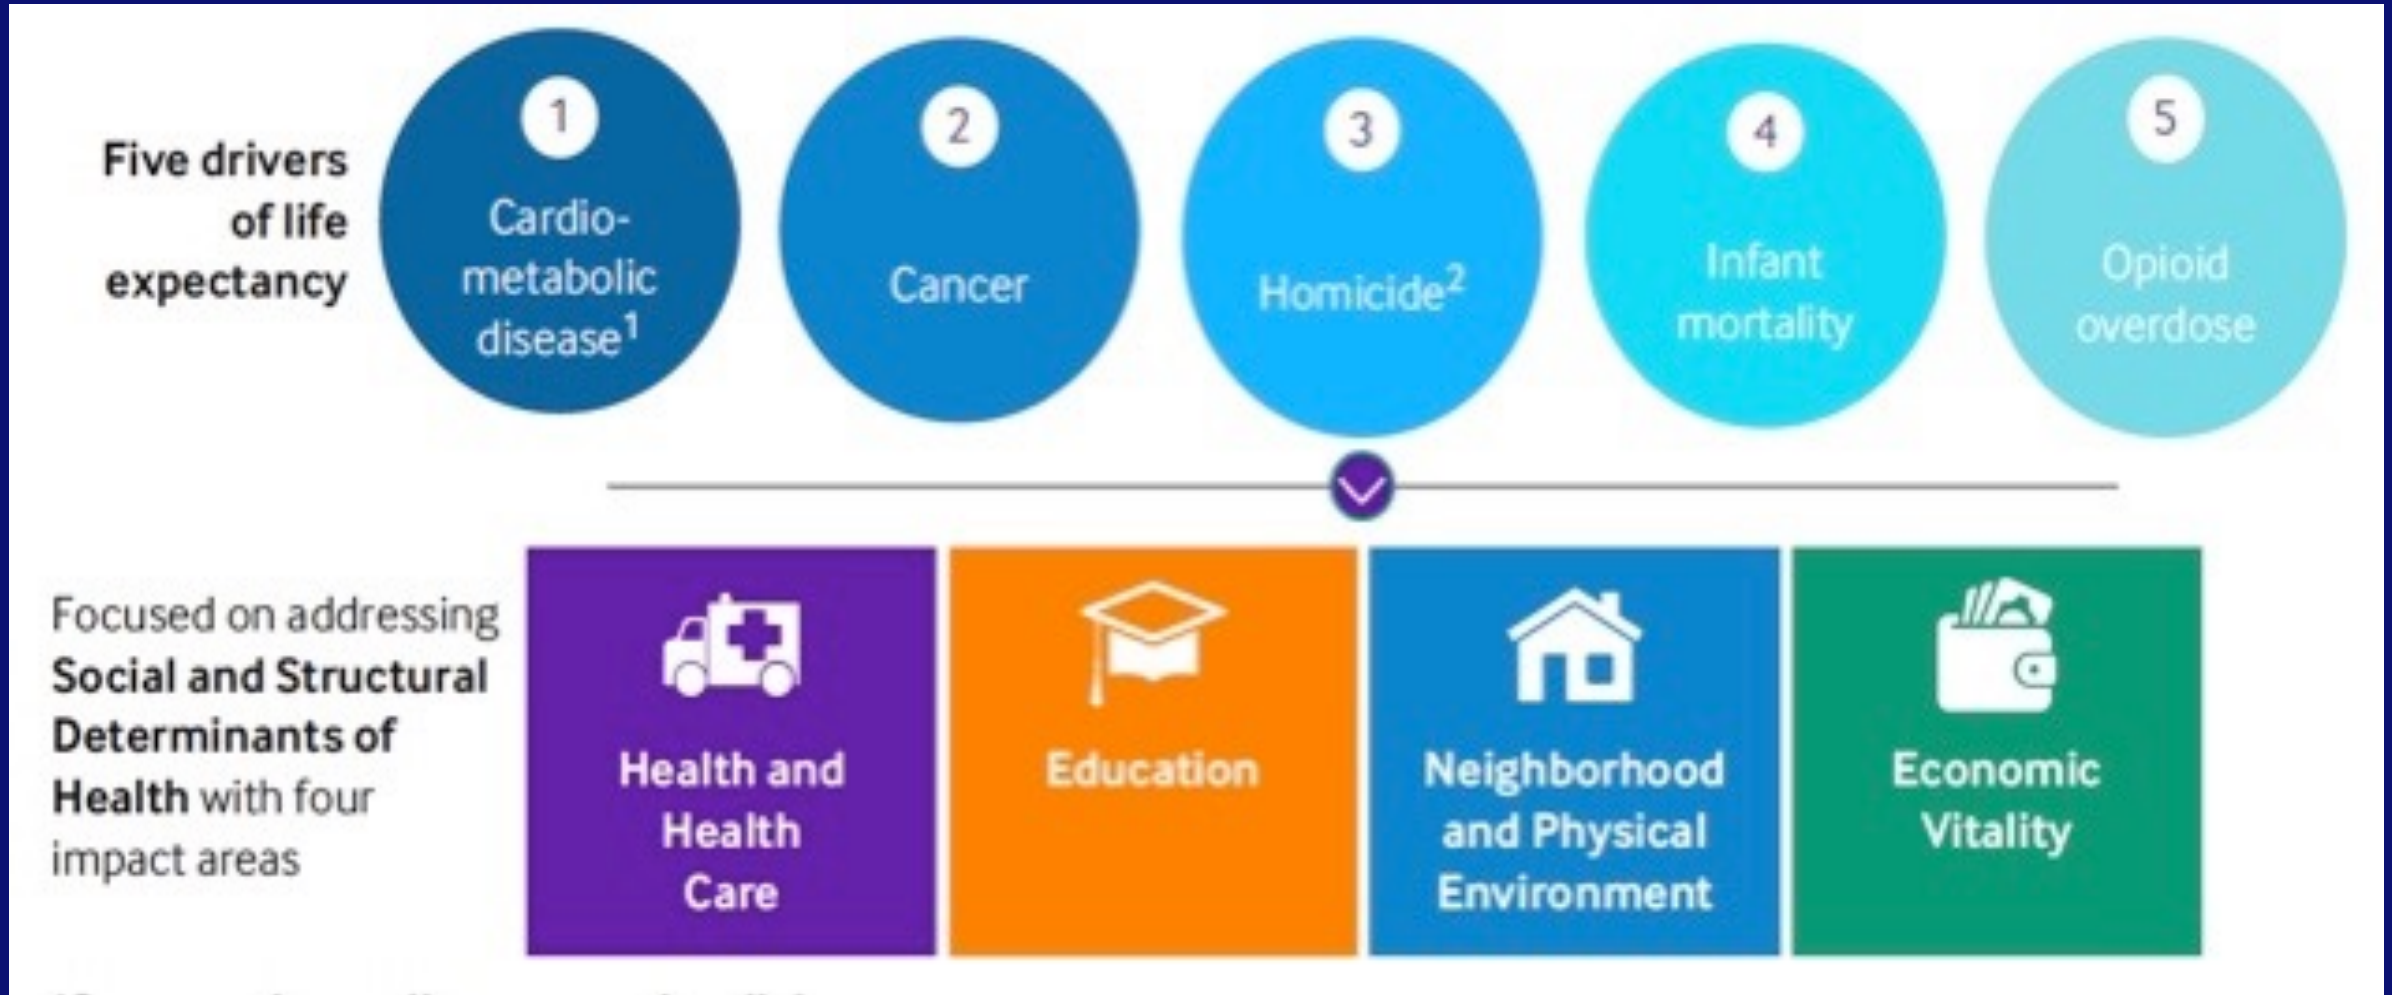 Five drivers
of life
expectancy
1
Cardio-
metabolic
disease¹
2
Cancer
3
Homicide²
4
Infant
mortality
5
Opioid
overdose
Focused on addressing
Social and Structural
Determinants of
Health with four
impact areas
Health and
Health
Care
Education
Neighborhood
and Physical
Environment
Economic
Vitality